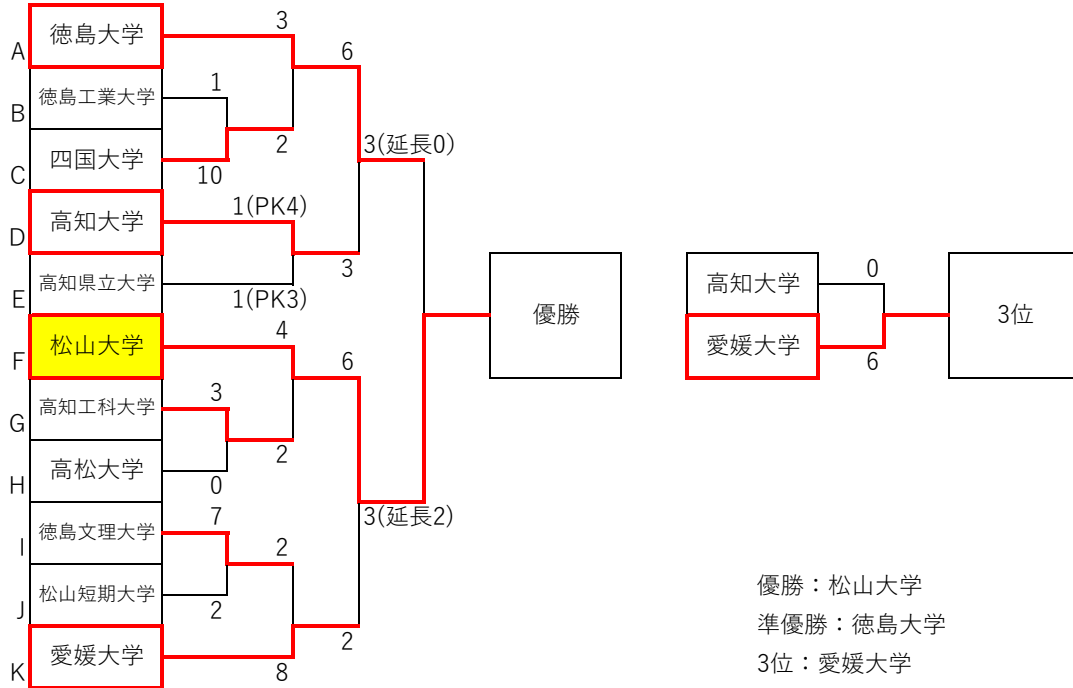 A 徳島大学 3
6
B 徳島工業大学 1
2
C 四国大学 10
3(延長0)
D 高知大学 1(PK4)
3
E 高知県立大学 1(PK3)
F 松山大学 4
6
G 高知工科大学 3
2
H 高松大学 0
3(延長2)
I 徳島文理大学 7
2
J 松山短期大学 2
2
K 愛媛大学 8
優勝
高知大学 0
愛媛大学 6
3位
優勝：松山大学
準優勝：徳島大学
3位：愛媛大学